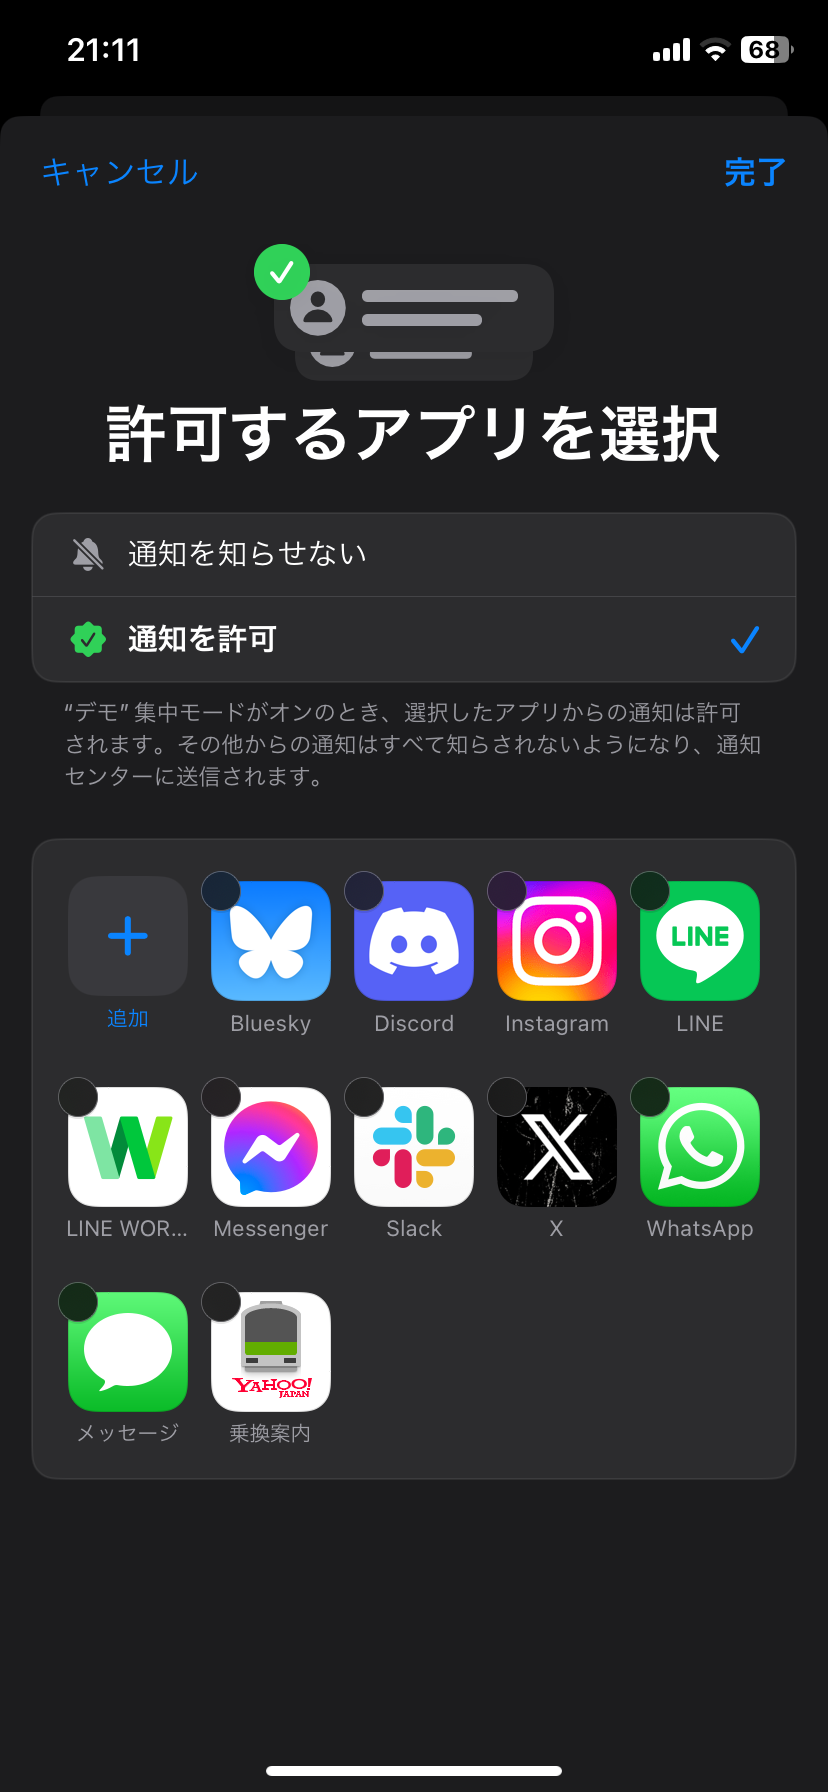 21:11
68
キャンセル
完了
許可するアプリを選択
通知を知らせない
通知を許可
“デモ” 集中モードがオンのとき、選択したアプリからの通知は許可
されます。その他からの通知はすべて知らされないようになり、通知
センターに送信されます。
追加
Bluesky
Discord
Instagram
LINE
LINE
LINE WOR...
Messenger
Slack
X
WhatsApp
YAHOO!
JAPAN
メッセージ
乗換案内